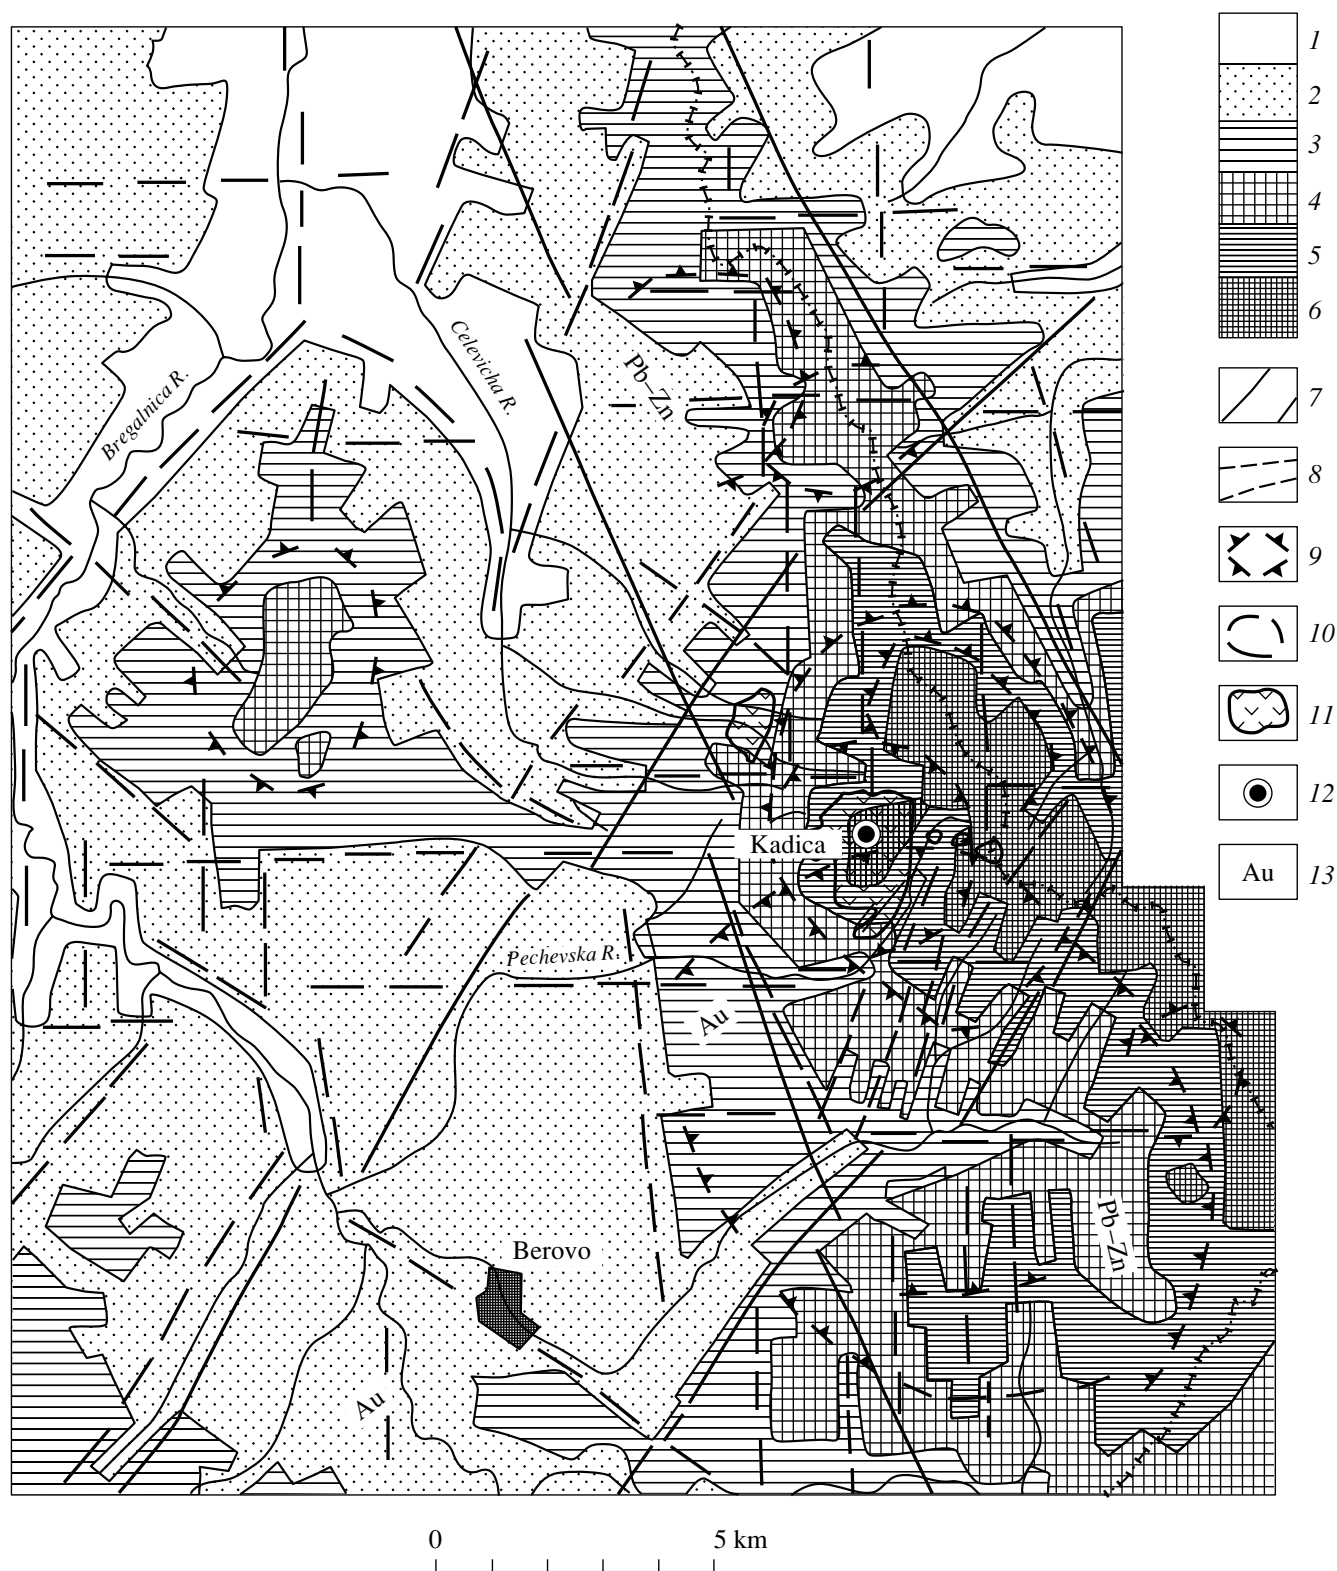 1
2
3
4
5
6
7
8
9
10
11
12
Au 13
Celevicha R.
Pb–Zn
Bregalnica R.
Kadica
Pechevska R.
Au
Pb–Zn
Berovo
Au
0 5 km